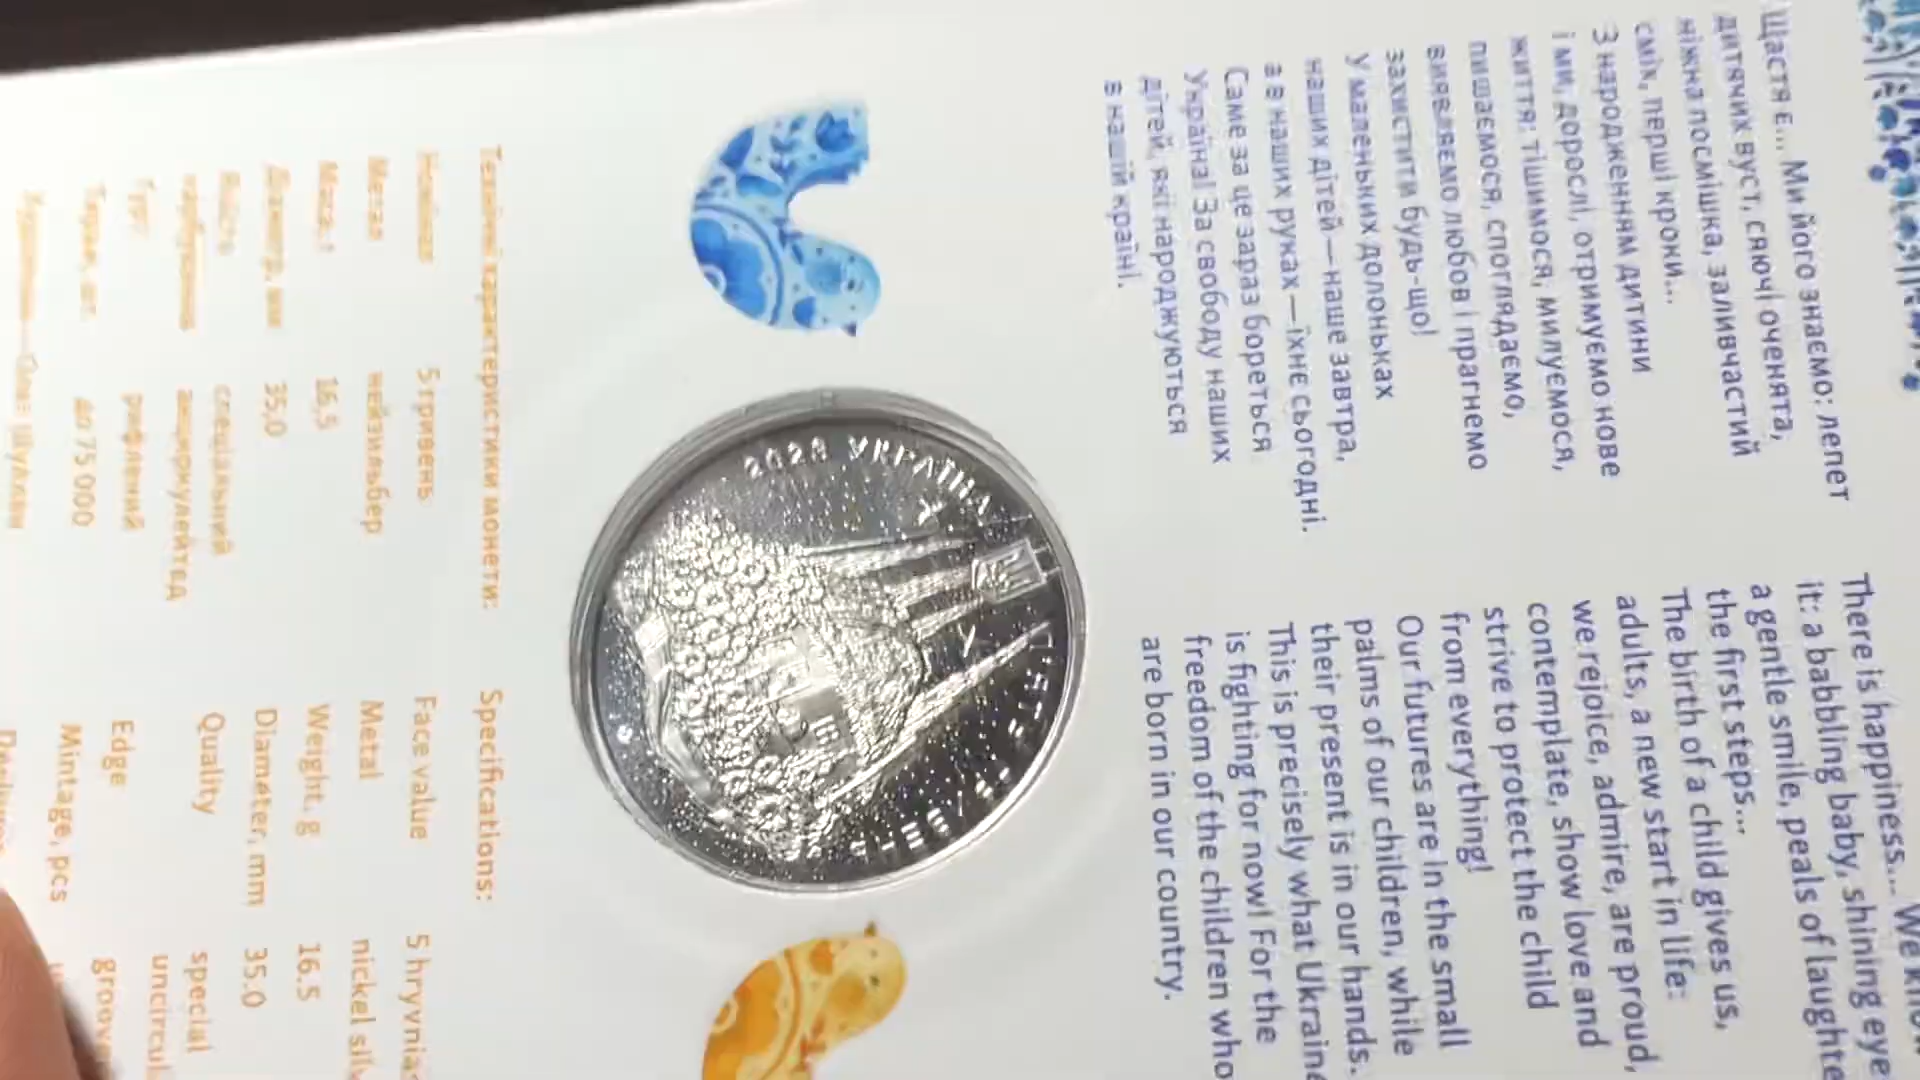 Щастя є... Ми його знаємо: лепет
дитячих вуст, сяючі оченята,
ніжна посмішка, заливчастий
сміх, перші кроки...
З народженням дитини
і ми, дорослі, отримуємо нове
життя: тішимося, милуємося,
пишаємося, споглядаємо,
виявляємо любов і прагнемо
захистити будь-що!
У маленьких долоньках
наших дітей — наше завтра,
а в наших руках — їхнє сьогодні.
Саме за це зараз бореться
Україна! За свободу наших
дітей, які народжуються
в нашій країні.
There is happiness... We know
it: a babbling baby, shining eye
a gentle smile, peals of laughte
the first steps...
The birth of a child gives us,
adults, a new start in life:
we rejoice, admire, are proud,
contemplate, show love and
strive to protect the child
from everything!
Our futures are in the small
palms of our children, while
their present is in our hands.
This is precisely what Ukraine
is fighting for now! For the
freedom of the children who
are born in our country.
УКРАЇНА
Технічні характеристики монети:
Номінал 5 гривень
Метал нейзильбер
Маса, г 16,5
Діаметр, мм 35,0
Якість спеціальний
карбування анциркулейтед
Гурт рифлений
Тираж, шт. до 75 000
Specifications:
Face value 5 hryvnias
Metal nickel silv
Weight, g 16.5
Diameter, mm 35.0
Quality special
uncircul
Edge groove
Mintage, pcs